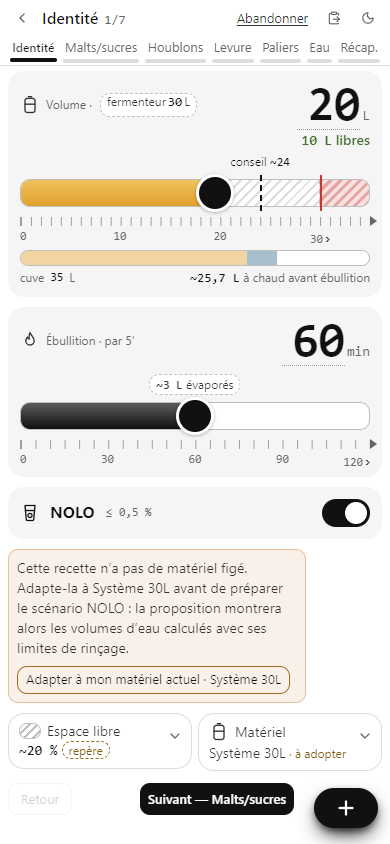 Identité 1/7
Abandonner
Identité Malts/sucres Houblons Levure Paliers Eau Récap.
Volume · fermenteur 30 L
20 L
10 L libres
conseil ~24
0 10 20 30›
cuve 35 L
~25,7 L à chaud avant ébullition
Ébullition · par 5′
60 min
~3 L évaporés
0 30 60 90 120›
NOLO ≤ 0,5 %
Cette recette n’a pas de matériel figé.
Adapte-la à Système 30L avant de préparer
le scénario NOLO : la proposition montrera
alors les volumes d’eau calculés avec ses
limites de rinçage.
Adapter à mon matériel actuel · Système 30L
Espace libre
~20 % repère
Matériel
Système 30L · à adopter
Retour
Suivant — Malts/sucres